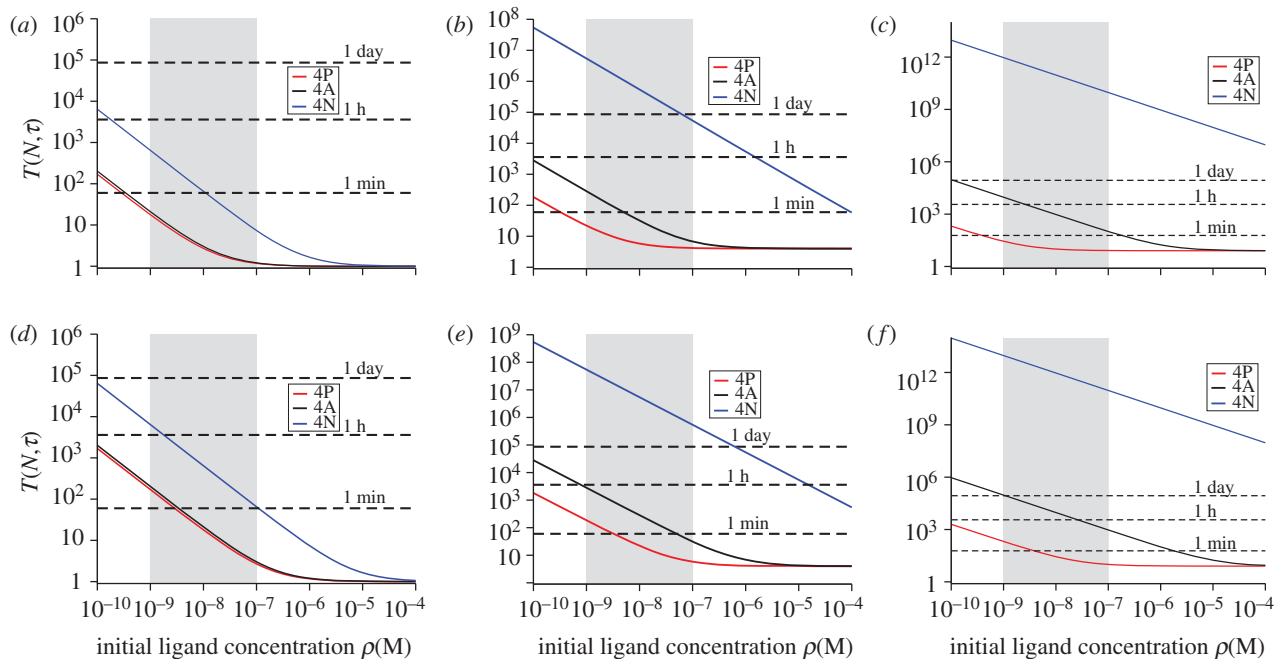 (a)
10^6
10^5
10^4
10^3
10^2
10
1
T(N,τ)
1 day
1 h
1 min
4P
4A
4N
(b)
10^8
10^7
10^6
10^5
10^4
10^3
10^2
10
1
4P
4A
4N
1 day
1 h
1 min
(c)
10^12
10^9
10^6
10^3
1
4P
4A
4N
1 day
1 h
1 min
(d)
10^6
10^5
10^4
10^3
10^2
10
1
T(N,τ)
1 day
1 h
1 min
4P
4A
4N
10^–10 10^–9 10^–8 10^–7 10^–6 10^–5 10^–4
initial ligand concentration ρ(M)
(e)
10^9
10^8
10^7
10^6
10^5
10^4
10^3
10^2
10
4P
4A
4N
1 day
1 h
1 min
10^–10 10^–9 10^–8 10^–7 10^–6 10^–5 10^–4
initial ligand concentration ρ(M)
(f)
10^12
10^9
10^6
10^3
1
4P
4A
4N
1 day
1 h
1 min
10^–10 10^–9 10^–8 10^–7 10^–6 10^–5 10^–4
initial ligand concentration ρ(M)